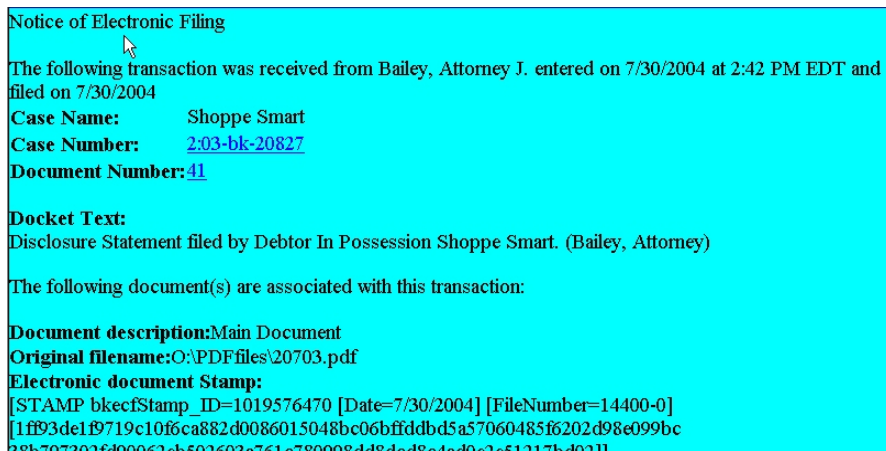 Notice of Electronic Filing
The following transaction was received from Bailey, Attorney J. entered on 7/30/2004 at 2:42 PM EDT and
filed on 7/30/2004
Case Name: Shoppe Smart
Case Number: 2:03-bk-20827
Document Number: 41
Docket Text:
Disclosure Statement filed by Debtor In Possession Shoppe Smart. (Bailey, Attorney)
The following document(s) are associated with this transaction:
Document description:Main Document
Original filename:O:\PDFfiles\20703.pdf
Electronic document Stamp:
[STAMP bkecfStamp_ID=1019576470 [Date=7/30/2004] [FileNumber=14400-0]
[1ff93de1f9719c10f6ca882d0086015048bc06bffddbd5a57060485f6202d98e099bc